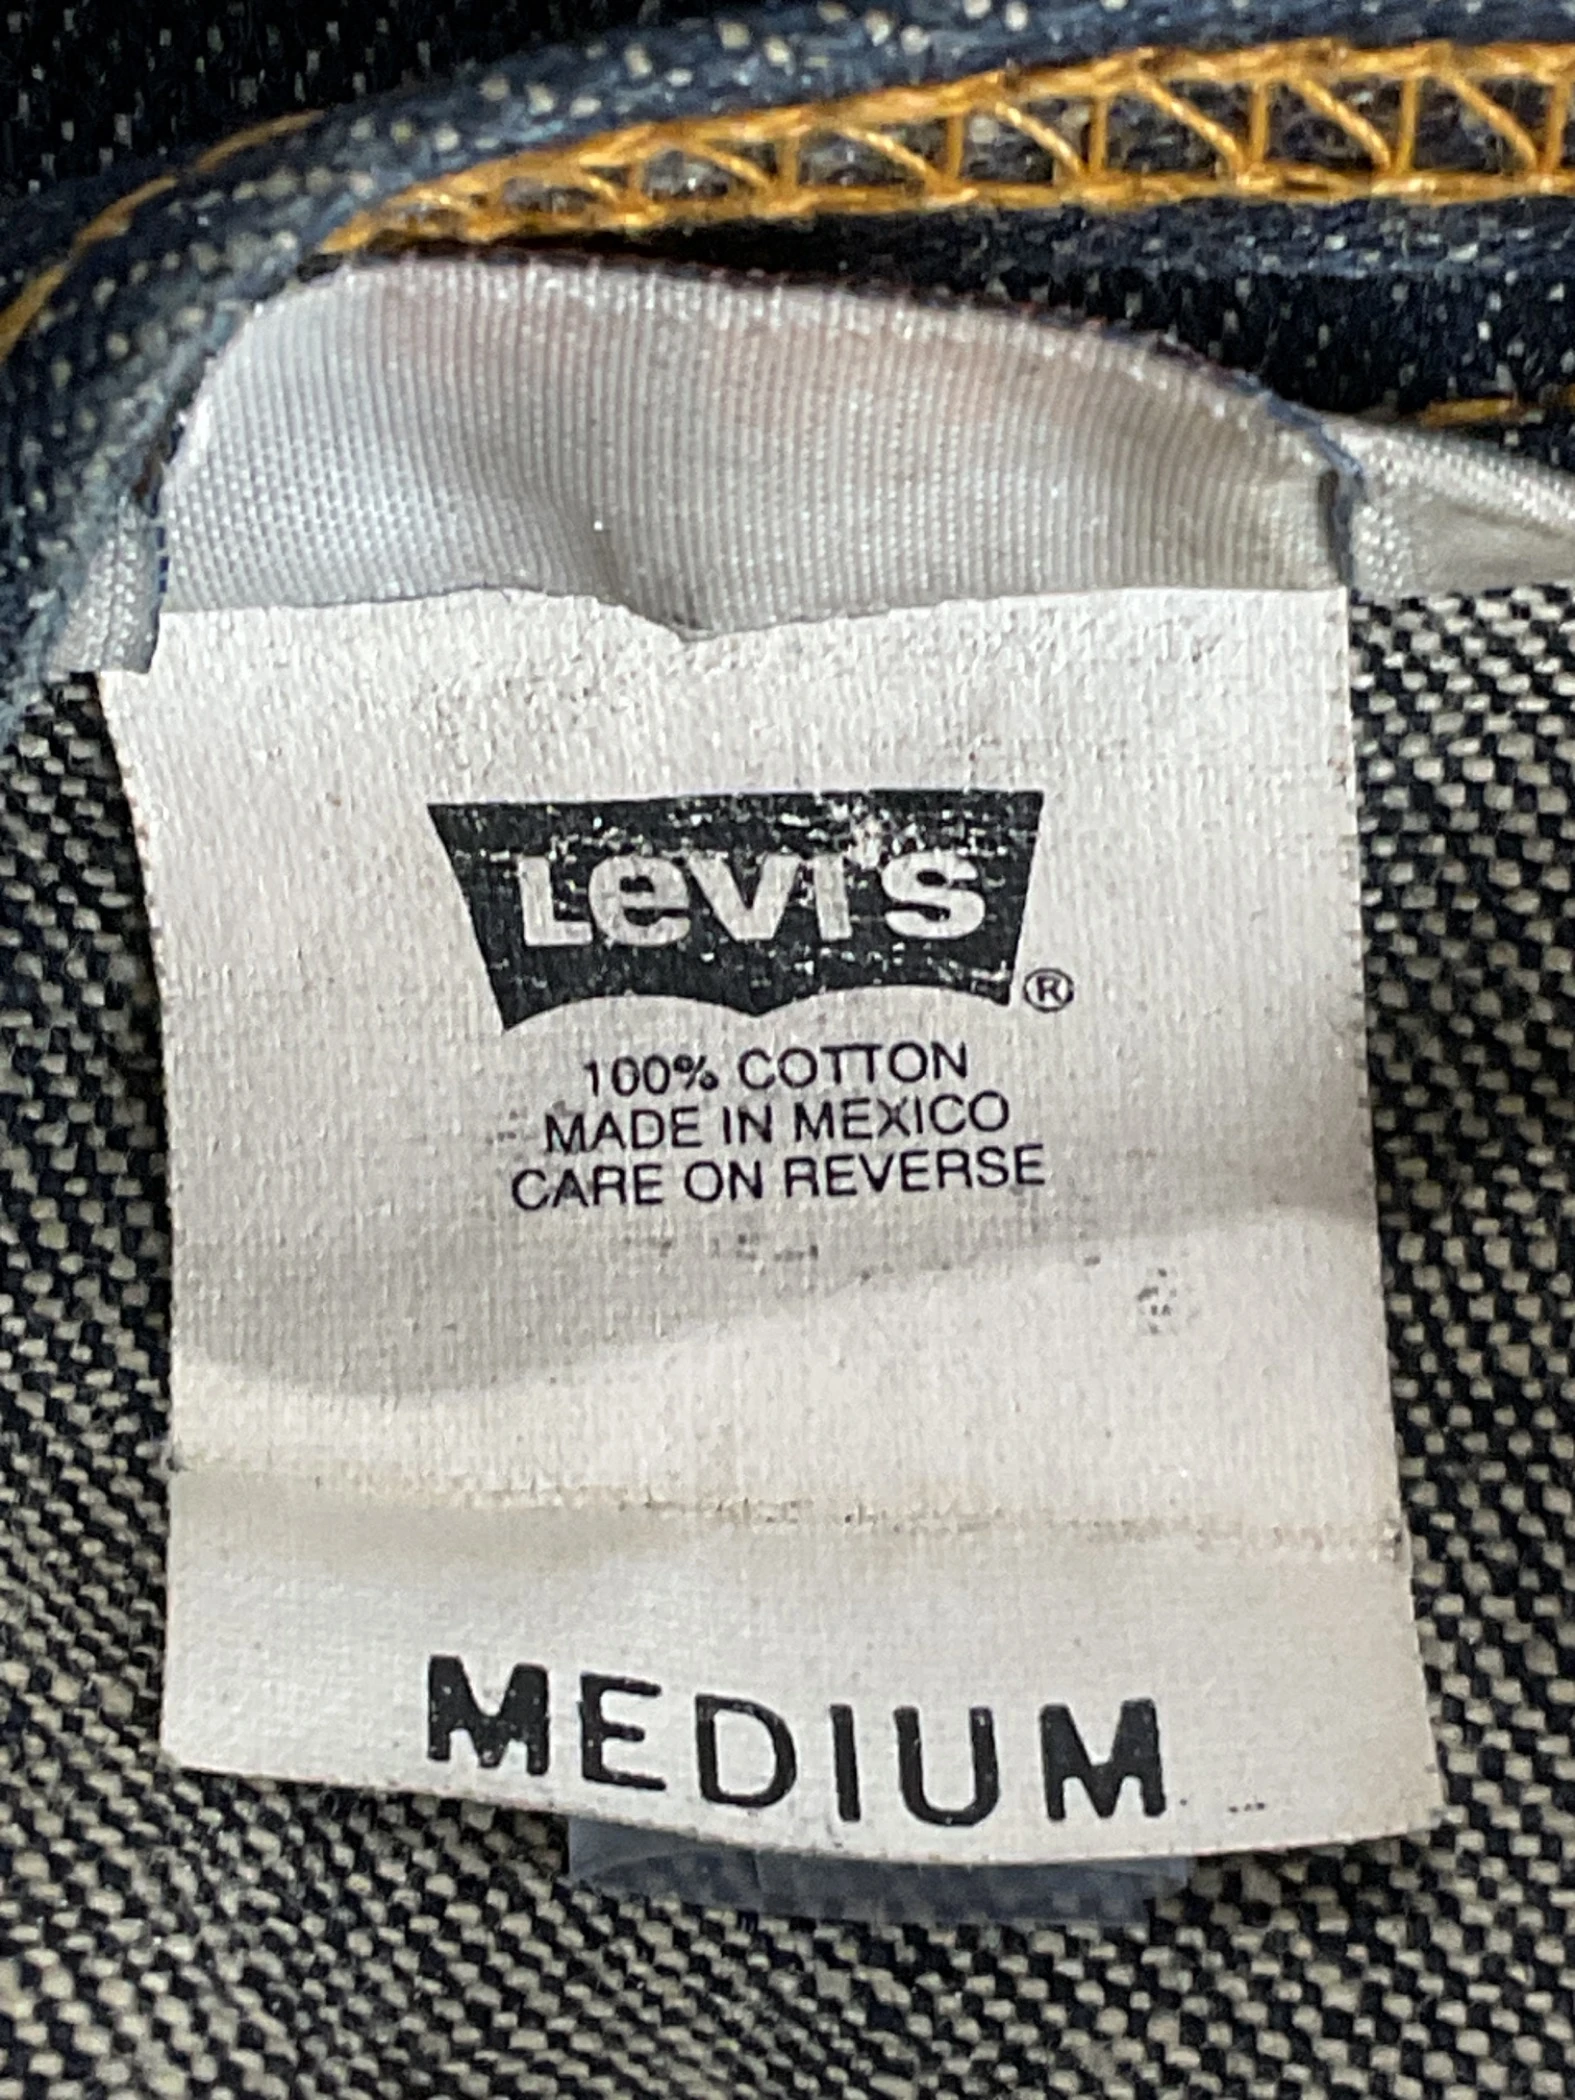 Levi's ®
100% COTTON
MADE IN MEXICO
CARE ON REVERSE
MEDIUM